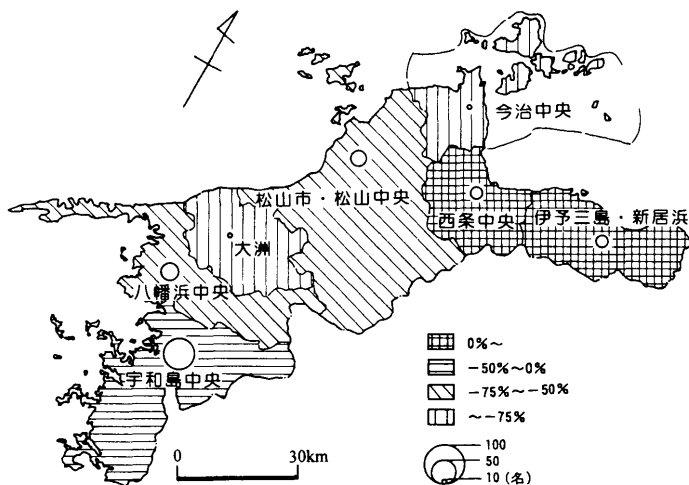 今治中央
松山市・松山中央
西条中央
伊予三島・新居浜
大洲
八幡浜中央
宇和島中央
0%~
-50%~0%
-75%~-50%
~-75%
0
30km
100
50
10(名)